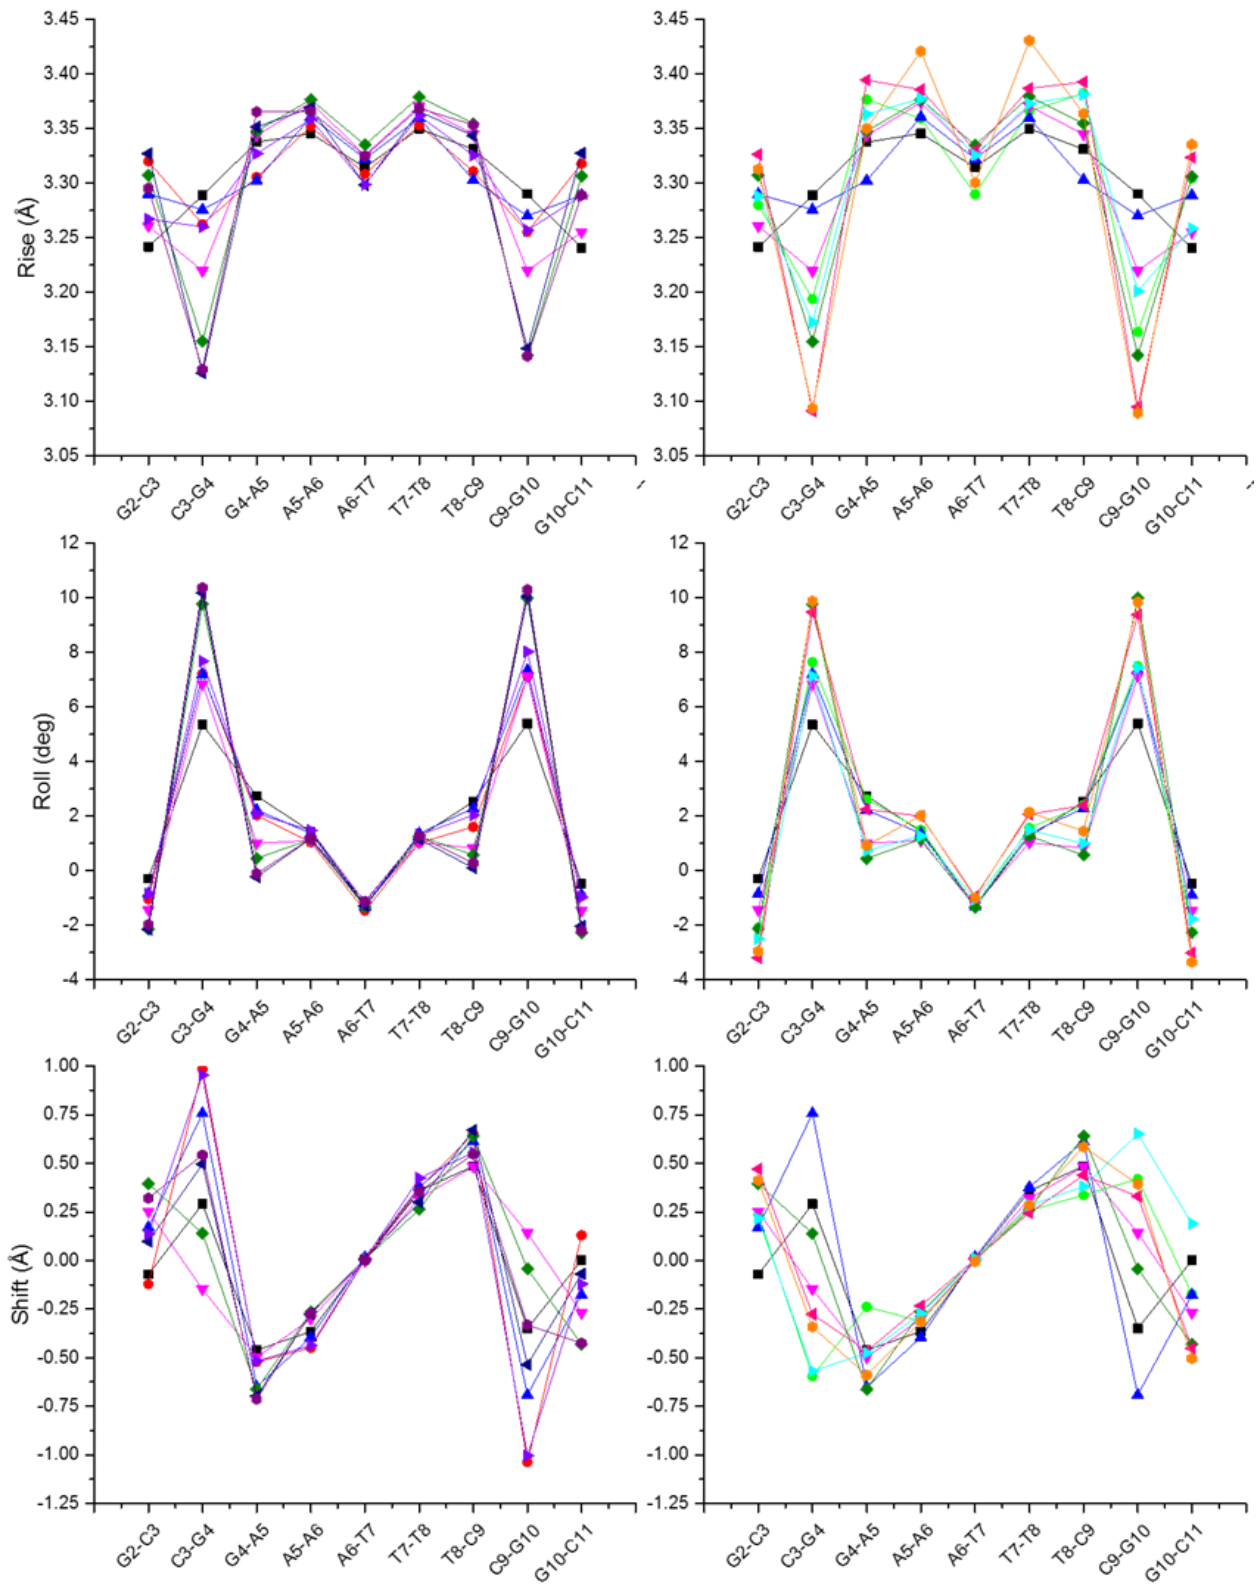 3.45
3.40
3.35
3.30
3.25
3.20
3.15
3.10
3.05
Rise (Å)
G2-C3
C3-G4
G4-A5
A5-A6
A6-T7
T7-T8
T8-C9
C9-G10
G10-C11
--
3.45
3.40
3.35
3.30
3.25
3.20
3.15
3.10
3.05
G2-C3
C3-G4
G4-A5
A5-A6
A6-T7
T7-T8
T8-C9
C9-G10
G10-C11
--
12
10
8
6
4
2
0
-2
-4
Roll (deg)
G2-C3
C3-G4
G4-A5
A5-A6
A6-T7
T7-T8
T8-C9
C9-G10
G10-C11
12
10
8
6
4
2
0
-2
-4
G2-C3
C3-G4
G4-A5
A5-A6
A6-T7
T7-T8
T8-C9
C9-G10
G10-C11
1.00
0.75
0.50
0.25
0.00
-0.25
-0.50
-0.75
-1.00
-1.25
Shift (Å)
G2-C3
C3-G4
G4-A5
A5-A6
A6-T7
T7-T8
T8-C9
C9-G10
G10-C11
1.00
0.75
0.50
0.25
0.00
-0.25
-0.50
-0.75
-1.00
-1.25
G2-C3
C3-G4
G4-A5
A5-A6
A6-T7
T7-T8
T8-C9
C9-G10
G10-C11